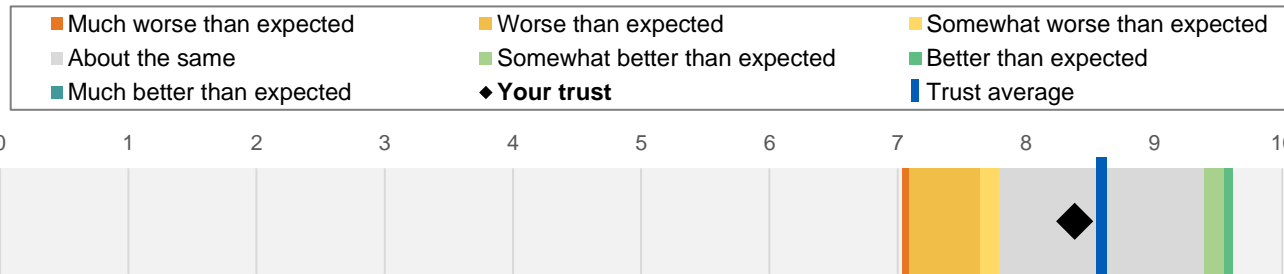 Much worse than expected Worse than expected Somewhat worse than expected
About the same Somewhat better than expected Better than expected
Much better than expected Your trust Trust average
0 1 2 3 4 5 6 7 8 9 10